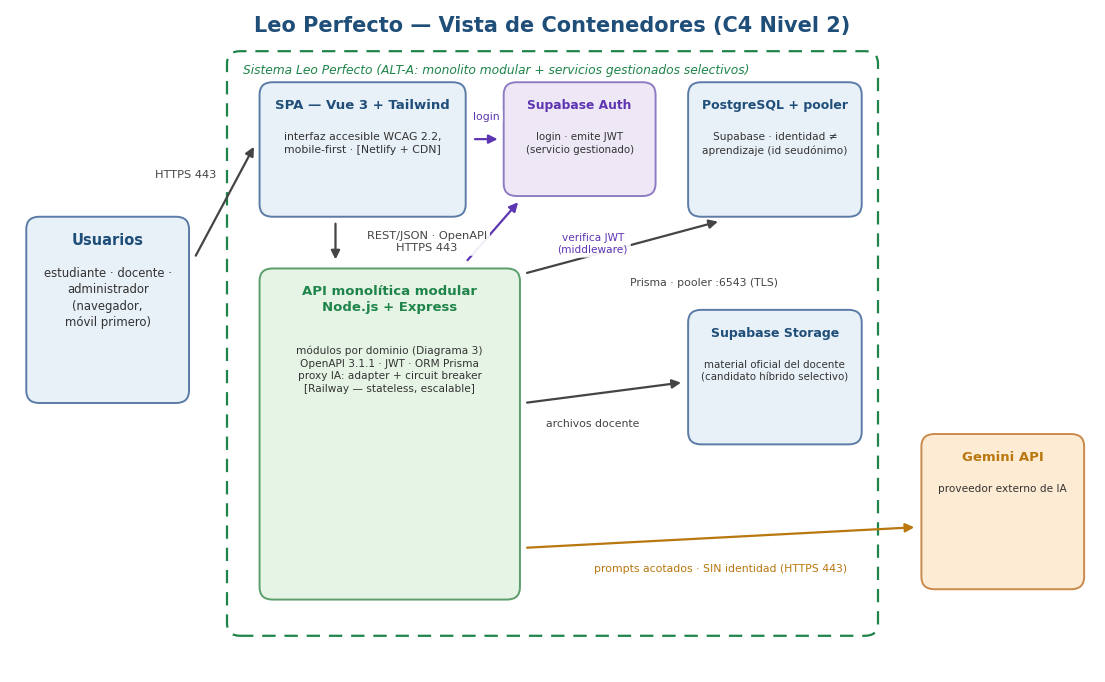 Leo Perfecto — Vista de Contenedores (C4 Nivel 2)
Sistema Leo Perfecto (ALT-A: monolito modular + servicios gestionados selectivos)
SPA — Vue 3 + Tailwind
interfaz accesible WCAG 2.2,
mobile-first · [Netlify + CDN]
login
Supabase Auth
login · emite JWT
(servicio gestionado)
PostgreSQL + pooler
Supabase · identidad ≠
aprendizaje (id seudónimo)
HTTPS 443
Usuarios
estudiante · docente ·
administrador
(navegador,
móvil primero)
REST/JSON · OpenAPI
HTTPS 443
verifica JWT
(middleware)
Prisma · pooler :6543 (TLS)
API monolítica modular
Node.js + Express
módulos por dominio (Diagrama 3)
OpenAPI 3.1.1 · JWT · ORM Prisma
proxy IA: adapter + circuit breaker
[Railway — stateless, escalable]
Supabase Storage
material oficial del docente
(candidato híbrido selectivo)
archivos docente
Gemini API
proveedor externo de IA
prompts acotados · SIN identidad (HTTPS 443)